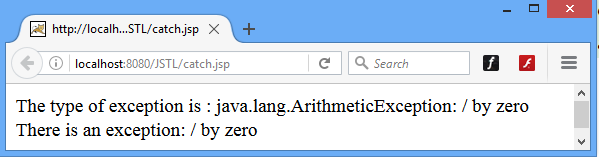 http://localh...STL/catch.jsp
localhost:8080/JSTL/catch.jsp
Search
The type of exception is : java.lang.ArithmeticException: / by zero
There is an exception: / by zero